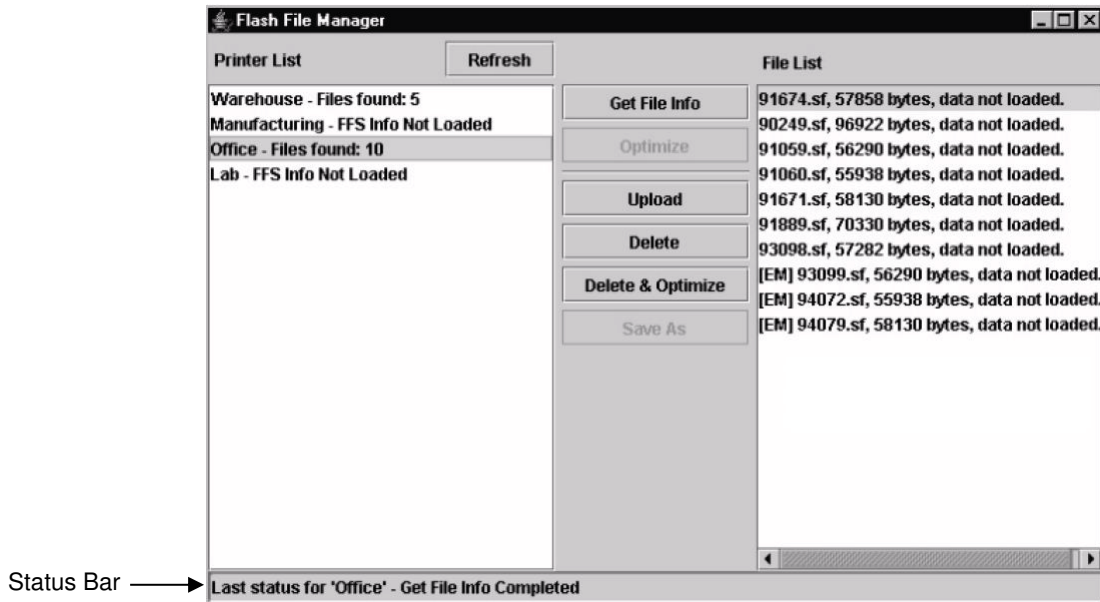 Flash File Manager
Printer List
Refresh
File List
Warehouse - Files found: 5
Manufacturing - FFS Info Not Loaded
Office - Files found: 10
Lab - FFS Info Not Loaded
Get File Info
Optimize
Upload
Delete
Delete & Optimize
Save As
91674.sf, 57858 bytes, data not loaded.
90249.sf, 96922 bytes, data not loaded.
91059.sf, 56290 bytes, data not loaded.
91060.sf, 55938 bytes, data not loaded.
91671.sf, 58130 bytes, data not loaded.
91889.sf, 70330 bytes, data not loaded.
93098.sf, 57282 bytes, data not loaded.
[EM] 93099.sf, 56290 bytes, data not loaded.
[EM] 94072.sf, 55938 bytes, data not loaded.
[EM] 94079.sf, 58130 bytes, data not loaded.
Status Bar
Last status for 'Office' - Get File Info Completed